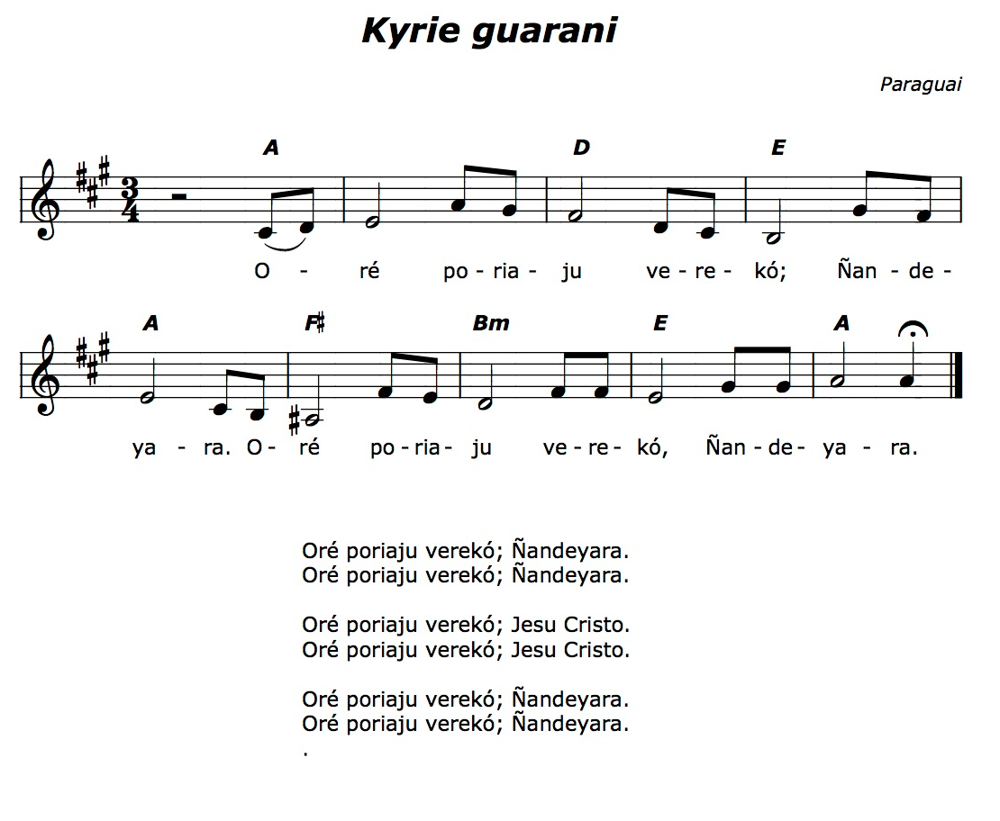 Kyrie guarani
Paraguai
3
4
A D E
O - ré po - ria - ju ve - re - kó; Ñan - de -
A F# Bm E A
ya - ra. O - ré po - ria - ju ve - re - kó, Ñan - de - ya - ra.
Oré poriaju verekó; Ñandeyara.
Oré poriaju verekó; Ñandeyara.
Oré poriaju verekó; Jesu Cristo.
Oré poriaju verekó; Jesu Cristo.
Oré poriaju verekó; Ñandeyara.
Oré poriaju verekó; Ñandeyara.
.